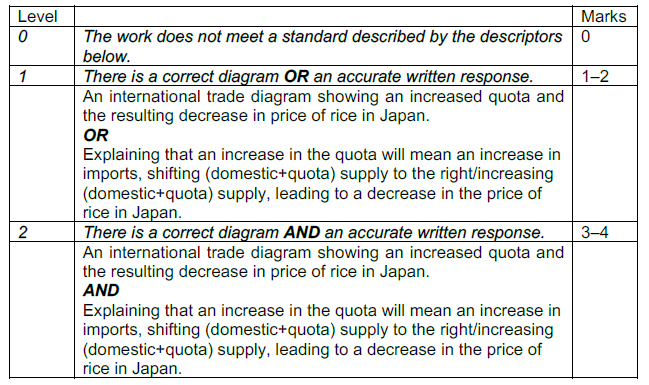 Level Marks
0 The work does not meet a standard described by the descriptors 0
below.
1 There is a correct diagram OR an accurate written response. 1–2
An international trade diagram showing an increased quota and
the resulting decrease in price of rice in Japan.
OR
Explaining that an increase in the quota will mean an increase in
imports, shifting (domestic+quota) supply to the right/increasing
(domestic+quota) supply, leading to a decrease in the price of
rice in Japan.
2 There is a correct diagram AND an accurate written response. 3–4
An international trade diagram showing an increased quota and
the resulting decrease in price of rice in Japan.
AND
Explaining that an increase in the quota will mean an increase in
imports, shifting (domestic+quota) supply to the right/increasing
(domestic+quota) supply, leading to a decrease in the price of
rice in Japan.